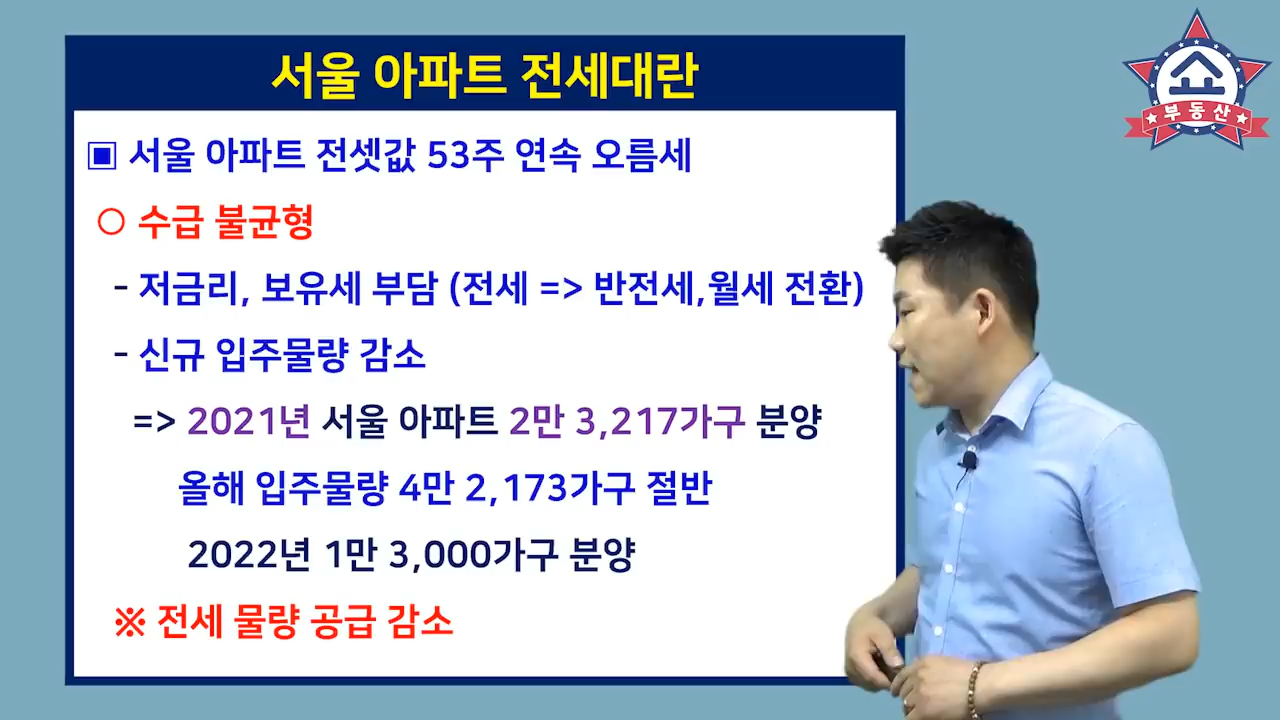 서울 아파트 전세대란
▣ 서울 아파트 전셋값 53주 연속 오름세
○ 수급 불균형
- 저금리, 보유세 부담 (전세 => 반전세,월세 전환)
- 신규 입주물량 감소
=> 2021년 서울 아파트 2만 3,217가구 분양
올해 입주물량 4만 2,173가구 절반
2022년 1만 3,000가구 분양
※ 전세 물량 공급 감소
쇼
부동산